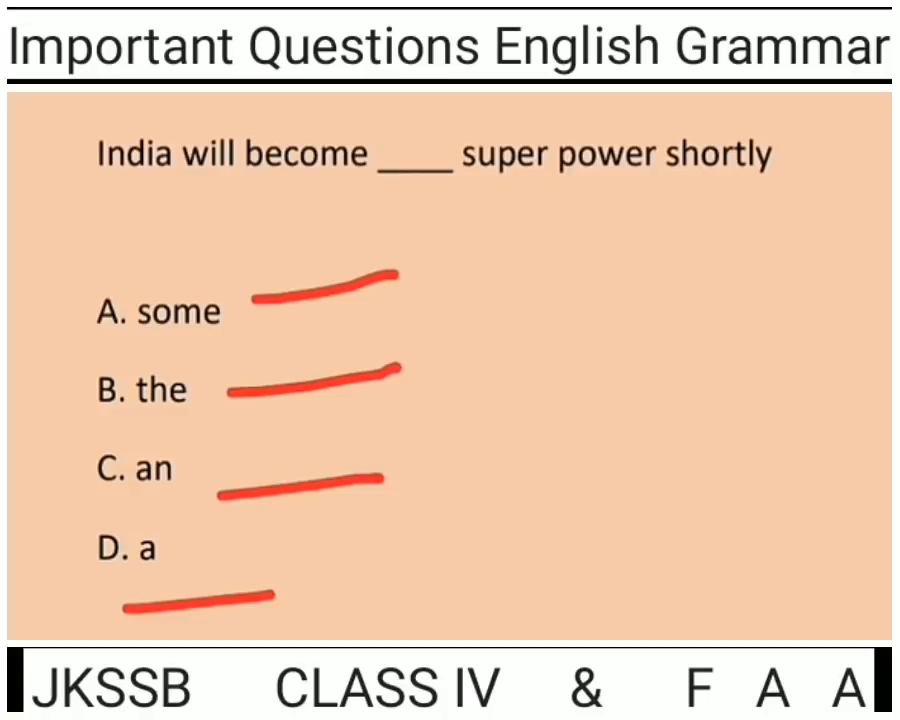 Important Questions English Grammar
India will become ____ super power shortly
A. some
B. the
C. an
D. a
JKSSB CLASS IV & F A A